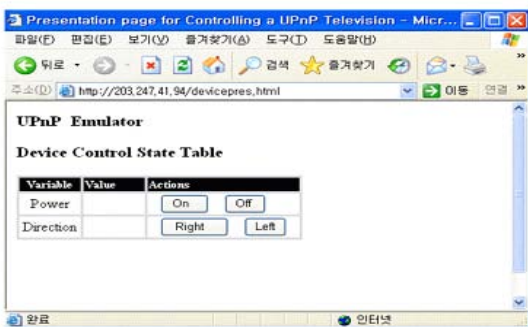 Presentation page for Controlling a UPnP Television - Micr...
파일(F) 편집(E) 보기(V) 즐겨찾기(A) 도구(T) 도움말(H)
뒤로 검색 즐겨찾기
주소(D) http://203,247,41,94/devicepres,html 이동 연결 »
UPnP Emulator
Device Control State Table
Variable Value Actions
Power On Off
Direction Right Left
완료 인터넷